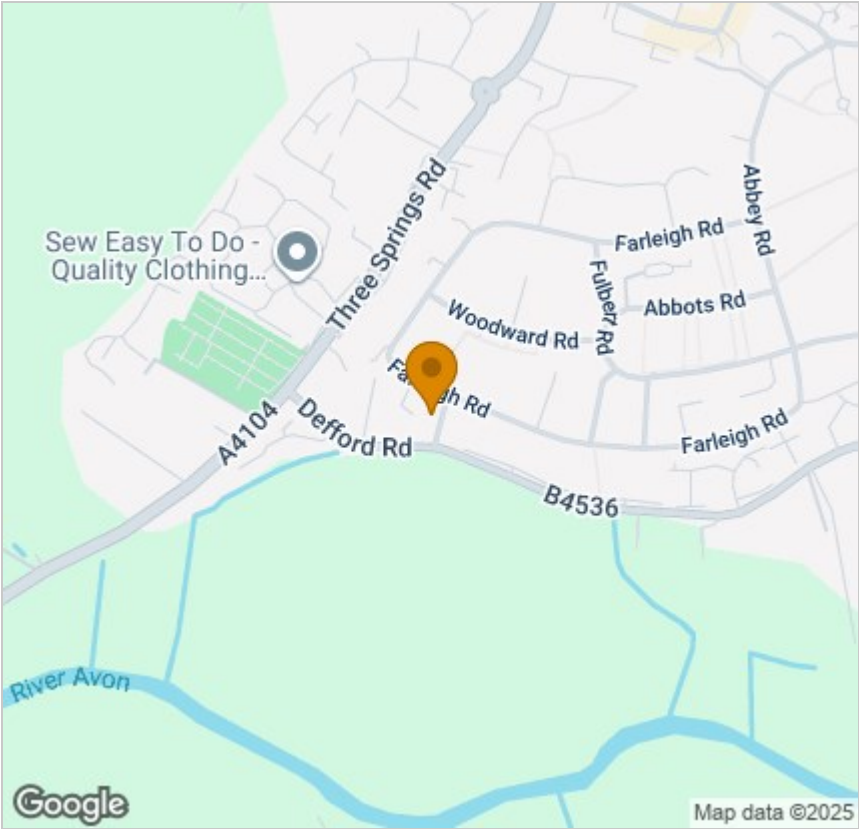 Abbey Rd
Three Springs Rd
Farleigh Rd
Sew Easy To Do -
Quality Clothing...
Fulbert Rd
Abbots Rd
Woodward Rd
Rd
A4104
Defford Rd
Farleigh Rd
B4536
River Avon
Google
Map data ©2025